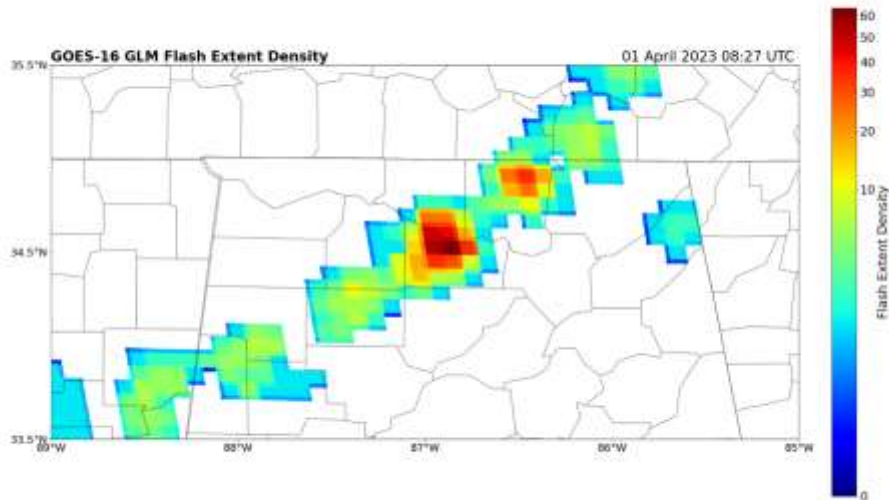 GOES-16 GLM Flash Extent Density
01 April 2023 08:27 UTC
35.5°N
34.5°N
33.5°N
89°W
88°W
87°W
86°W
85°W
60
50
40
30
20
10
0
Flash Extent Density